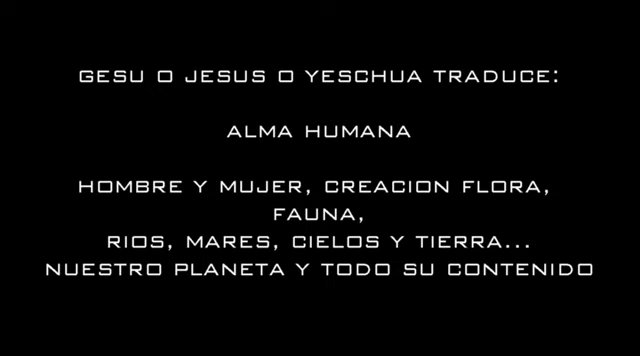 GESU O JESUS O YESCHUA TRADUCE:
ALMA HUMANA
HOMBRE Y MUJER, CREACION FLORA,
FAUNA,
RIOS, MARES, CIELOS Y TIERRA...
NUESTRO PLANETA Y TODO SU CONTENIDO